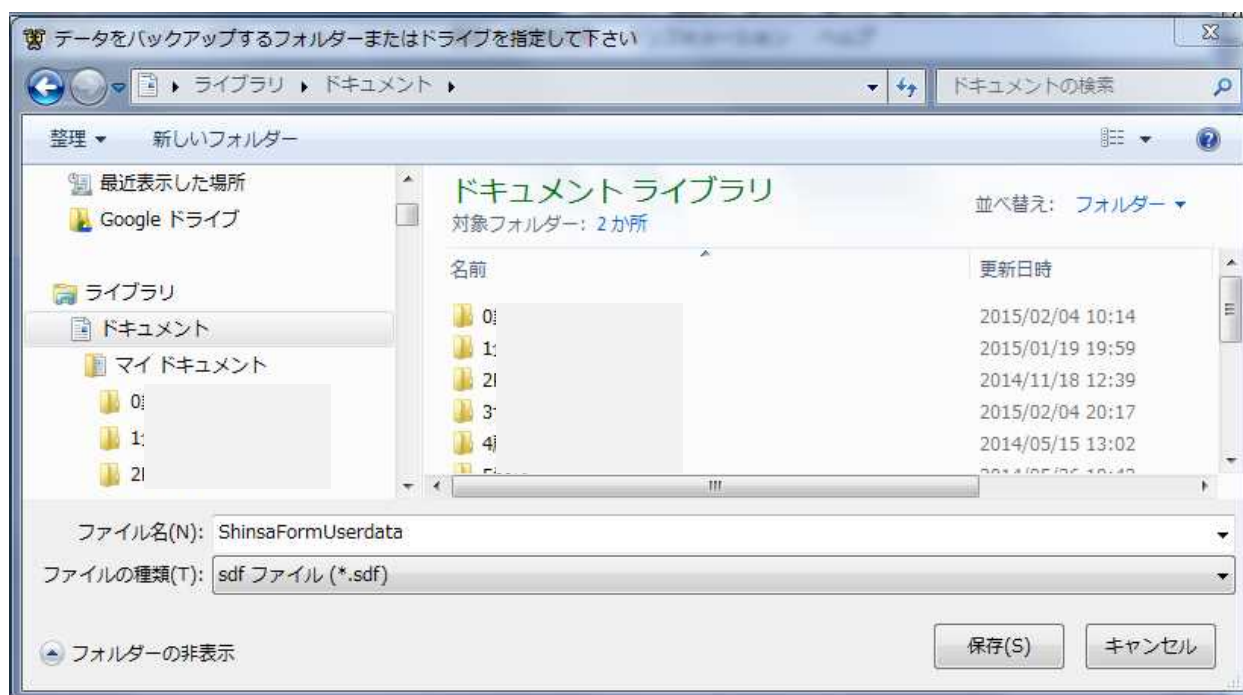 データをバックアップするフォルダーまたはドライブを指定して下さい
ライブラリ ドキュメント
ドキュメントの検索
整理 新しいフォルダー
最近表示した場所
Google ドライブ
ライブラリ
ドキュメント
マイ ドキュメント
0
1
2
ドキュメント ライブラリ
対象フォルダー: 2 か所
並べ替え: フォルダー
名前 更新日時
0 2015/02/04 10:14
1 2015/01/19 19:59
2 2014/11/18 12:39
3 2015/02/04 20:17
4 2014/05/15 13:02
ファイル名(N): ShinsaFormUserdata
ファイルの種類(T): sdf ファイル (*.sdf)
フォルダーの非表示
保存(S) キャンセル